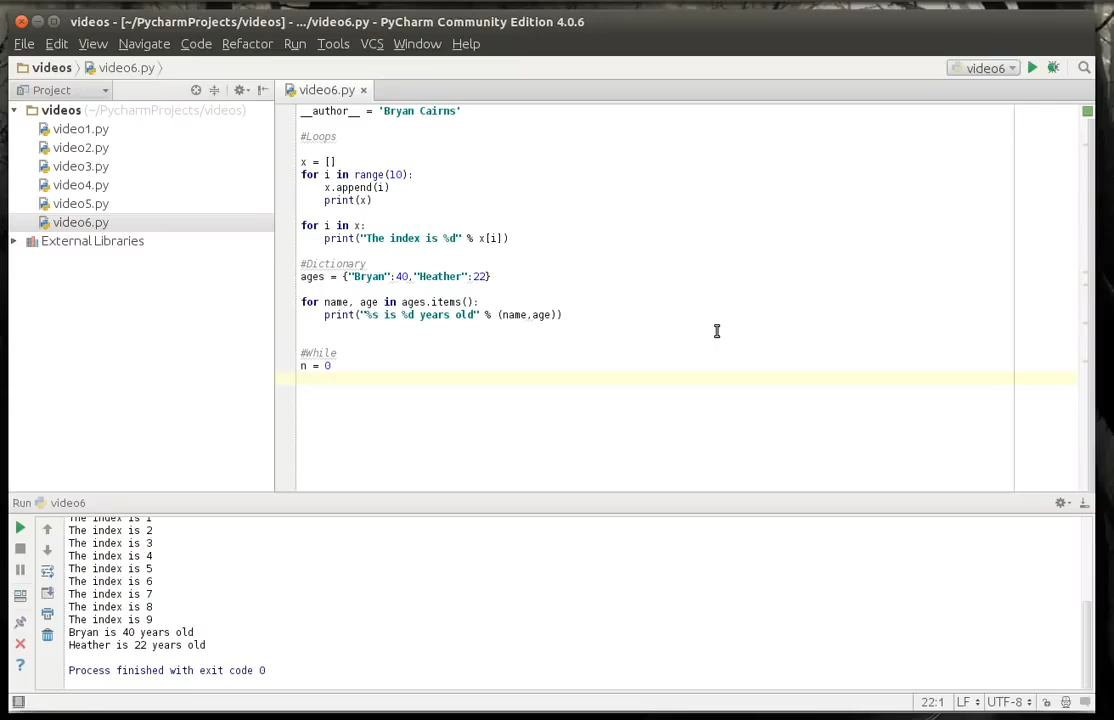 videos - [~/PycharmProjects/videos] - .../video6.py - PyCharm Community Edition 4.0.6
File Edit View Navigate Code Refactor Run Tools VCS Window Help
videos video6.py video6
Project video6.py
videos (~/PycharmProjects/videos)
video1.py
video2.py
video3.py
video4.py
video5.py
video6.py
External Libraries
__author__ = 'Bryan Cairns'
#Loops
x = []
for i in range(10):
    x.append(i)
    print(x)
for i in x:
    print("The index is %d" % x[i])
#Dictionary
ages = {"Bryan":40,"Heather":22}
for name, age in ages.items():
    print("%s is %d years old" % (name,age))
#While
n = 0
Run video6
The index is 1
The index is 2
The index is 3
The index is 4
The index is 5
The index is 6
The index is 7
The index is 8
The index is 9
Bryan is 40 years old
Heather is 22 years old
Process finished with exit code 0
22:1 LF UTF-8